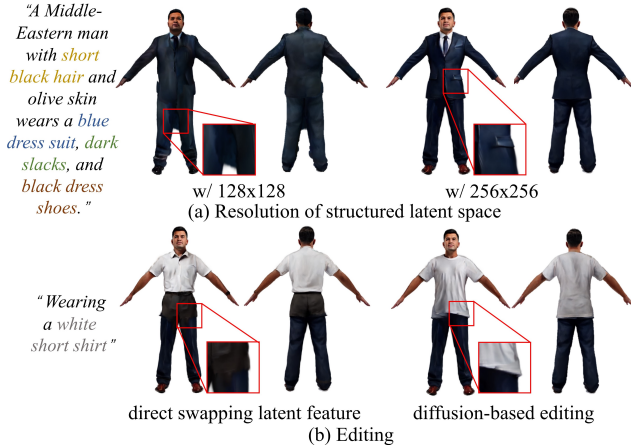 “A Middle-
Eastern man
with short
black hair and
olive skin
wears a blue
dress suit, dark
slacks, and
black dress
shoes.”
w/ 128x128
w/ 256x256
(a) Resolution of structured latent space
“Wearing
a white
short shirt”
direct swapping latent feature
diffusion-based editing
(b) Editing